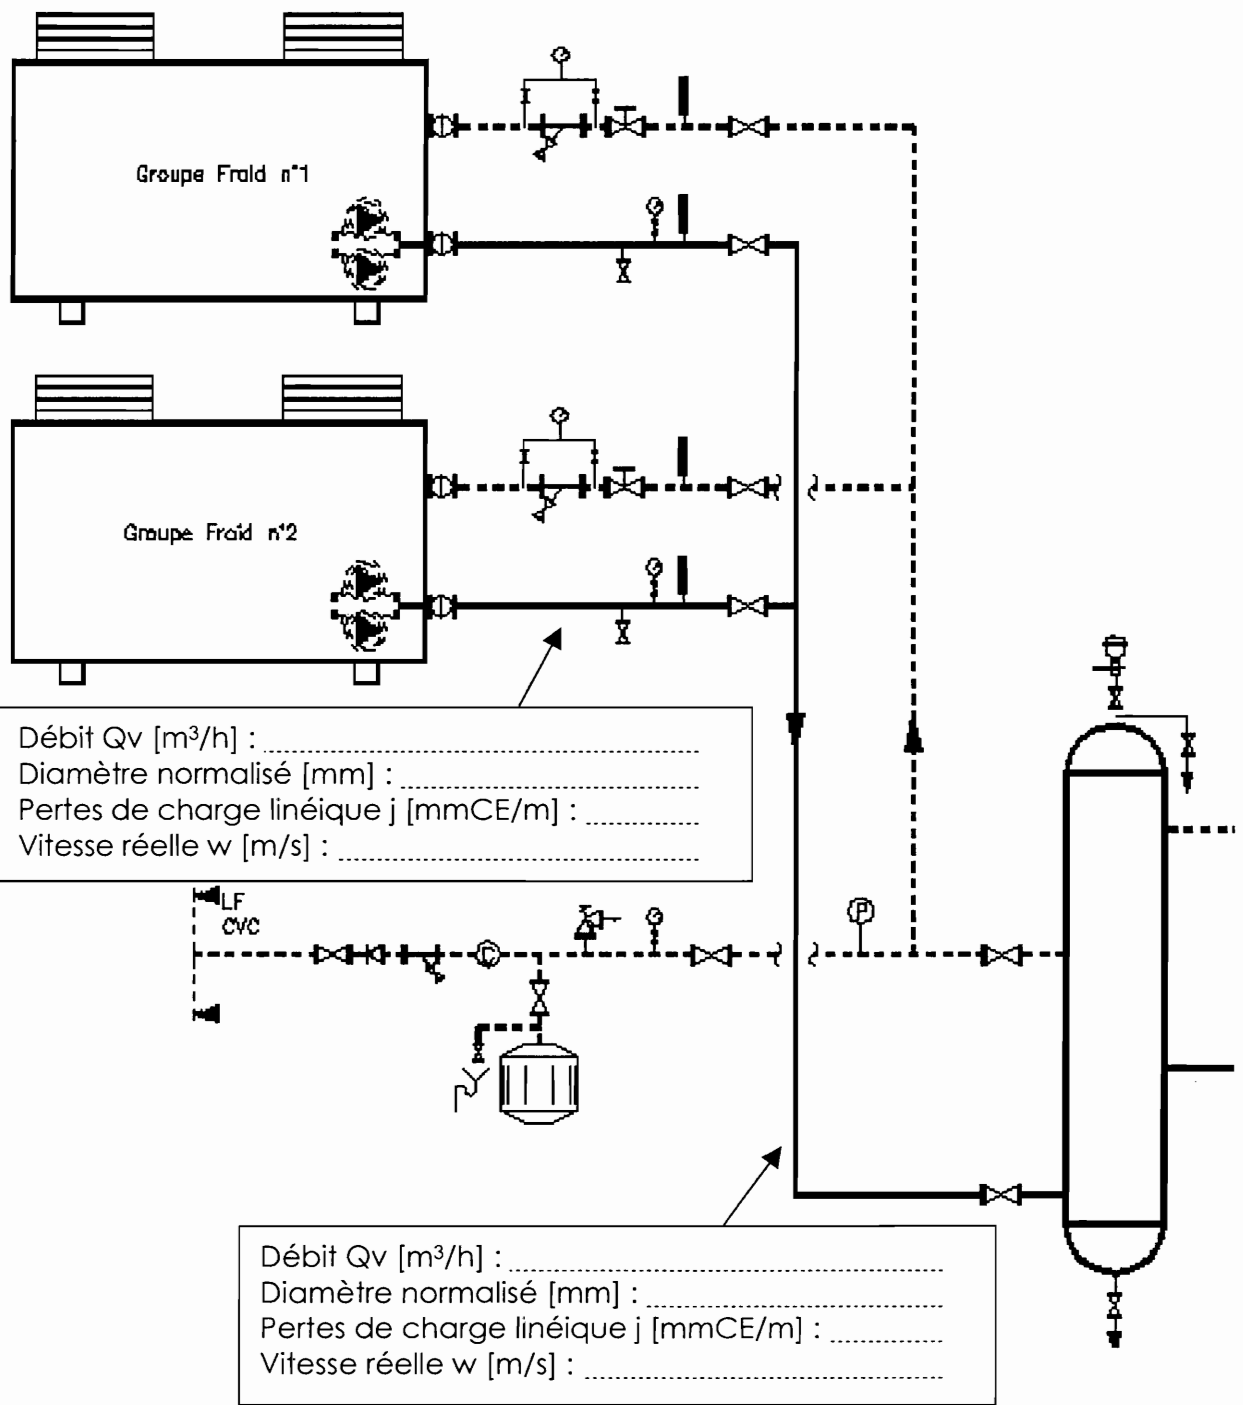 Groupe Froid n°1
Groupe Froid n°2
Débit Qv [m³/h] :
Diamètre normalisé [mm] :
Pertes de charge linéique j [mmCE/m] :
Vitesse réelle w [m/s] :
LF
CVC
P
Débit Qv [m³/h] :
Diamètre normalisé [mm] :
Pertes de charge linéique j [mmCE/m] :
Vitesse réelle w [m/s] :